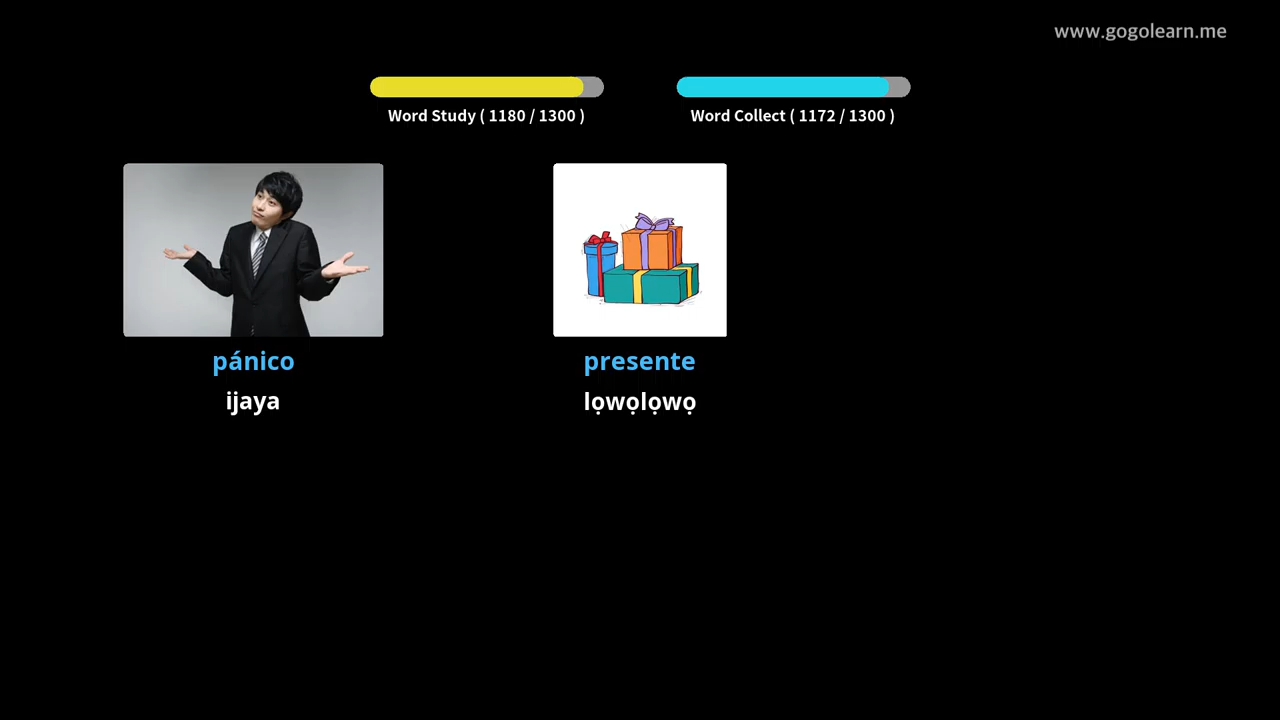 www.gogolearn.me
Word Study ( 1180 / 1300 )
Word Collect ( 1172 / 1300 )
pánico
ijaya
presente
lọwọlọwọ